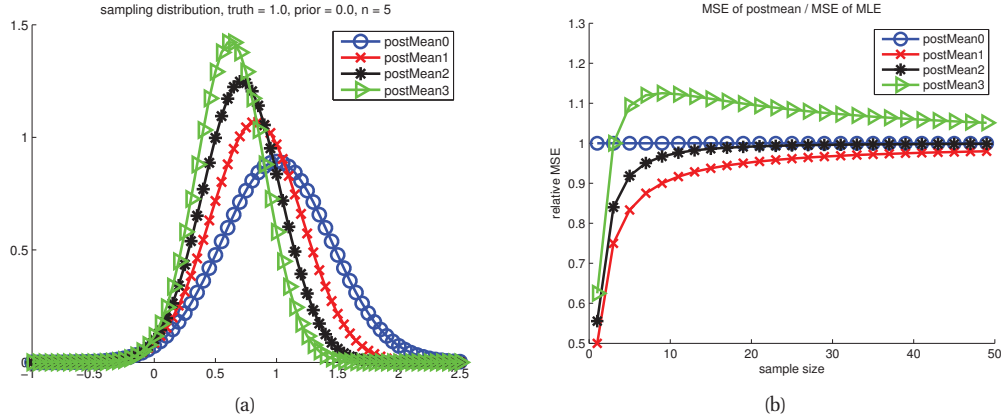 sampling distribution, truth = 1.0, prior = 0.0, n = 5
1.5
1
0.5
0
−1
−0.5
0
0.5
1
1.5
2
2.5
postMean0
postMean1
postMean2
postMean3
(a)
MSE of postmean / MSE of MLE
relative MSE
1.3
1.2
1.1
1
0.9
0.8
0.7
0.6
0.5
0
10
20
30
40
50
sample size
postMean0
postMean1
postMean2
postMean3
(b)